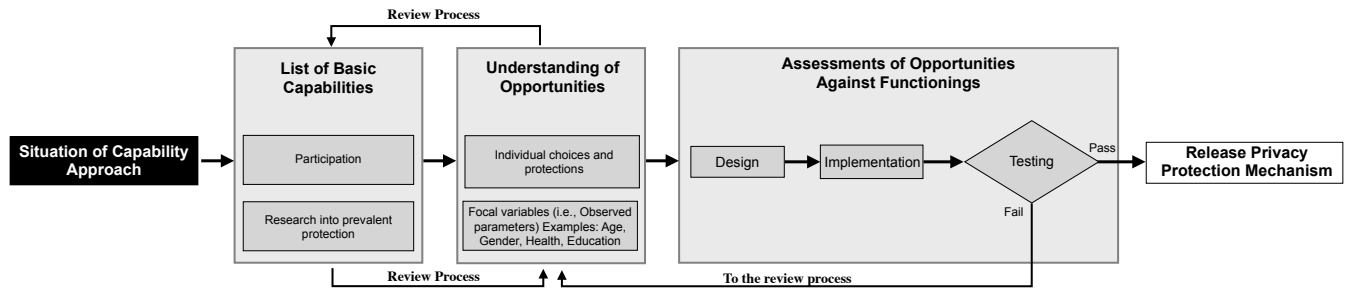 Review Process
List of Basic
Capabilities
Understanding of
Opportunities
Assessments of Opportunities
Against Functionings
Situation of Capability
Approach
Participation
Research into prevalent
protection
Individual choices and
protections
Focal variables (i.e., Observed
parameters) Examples: Age,
Gender, Health, Education
Design
Implementation
Testing
Pass
Fail
Release Privacy
Protection Mechanism
Review Process
To the review process